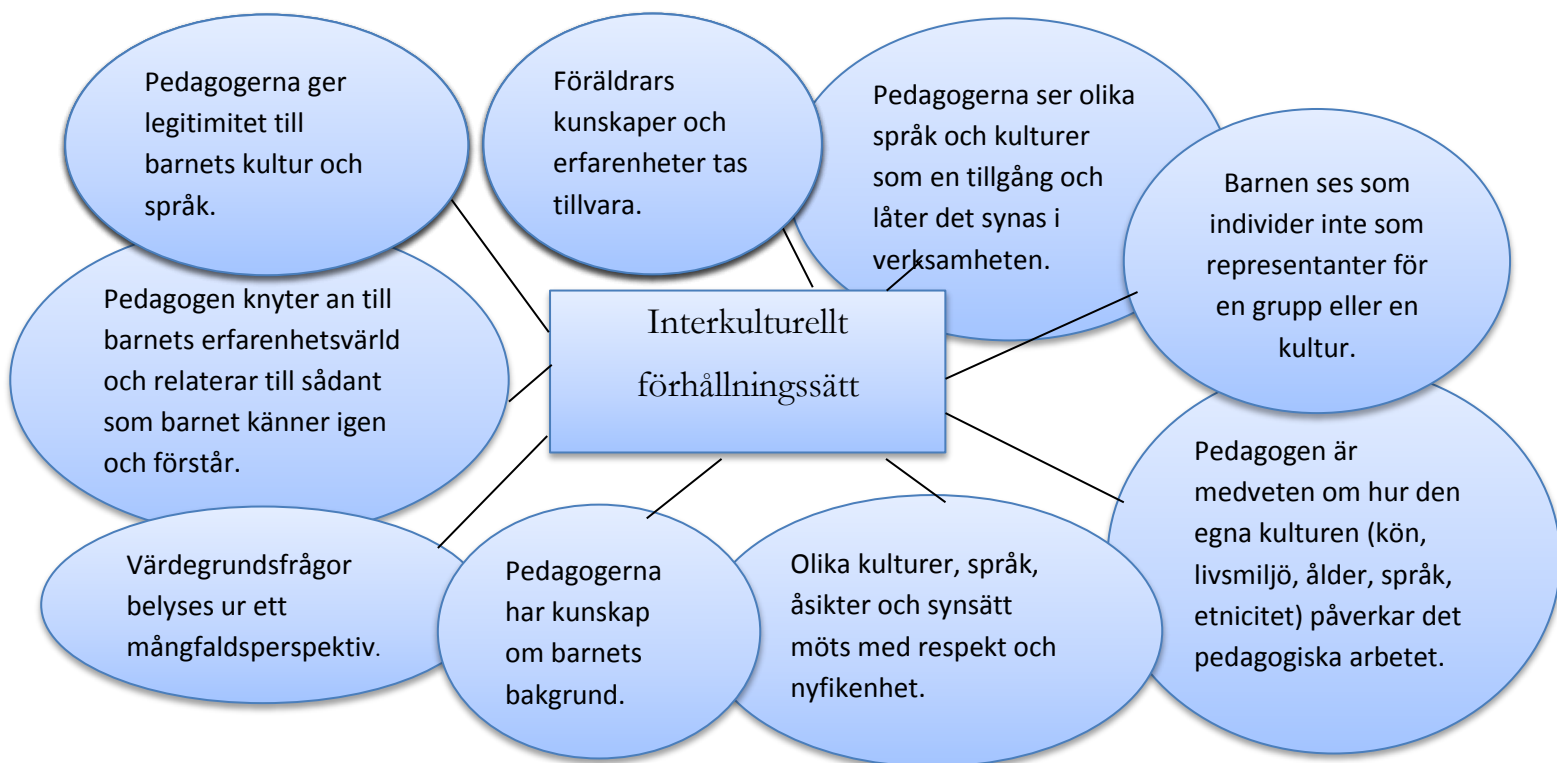 Pedagogerna ger
legitimitet till
barnets kultur och
språk.
Föräldrars
kunskaper och
erfarenheter tas
tillvara.
Pedagogerna ser olika
språk och kulturer
som en tillgång och
låter det synas i
verksamheten.
Barnen ses som
individer inte som
representanter för
en grupp eller en
kultur.
Pedagogen knyter an till
barnets erfarenhetsvärld
och relaterar till sådant
som barnet känner igen
och förstår.
Interkulturellt
förhållningssätt
Pedagogen är
medveten om hur den
egna kulturen (kön,
livsmiljö, ålder, språk,
etnicitet) påverkar det
pedagogiska arbetet.
Värdegrundsfrågor
belyses ur ett
mångfaldsperspektiv.
Pedagogerna
har kunskap
om barnets
bakgrund.
Olika kulturer, språk,
åsikter och synsätt
möts med respekt och
nyfikenhet.